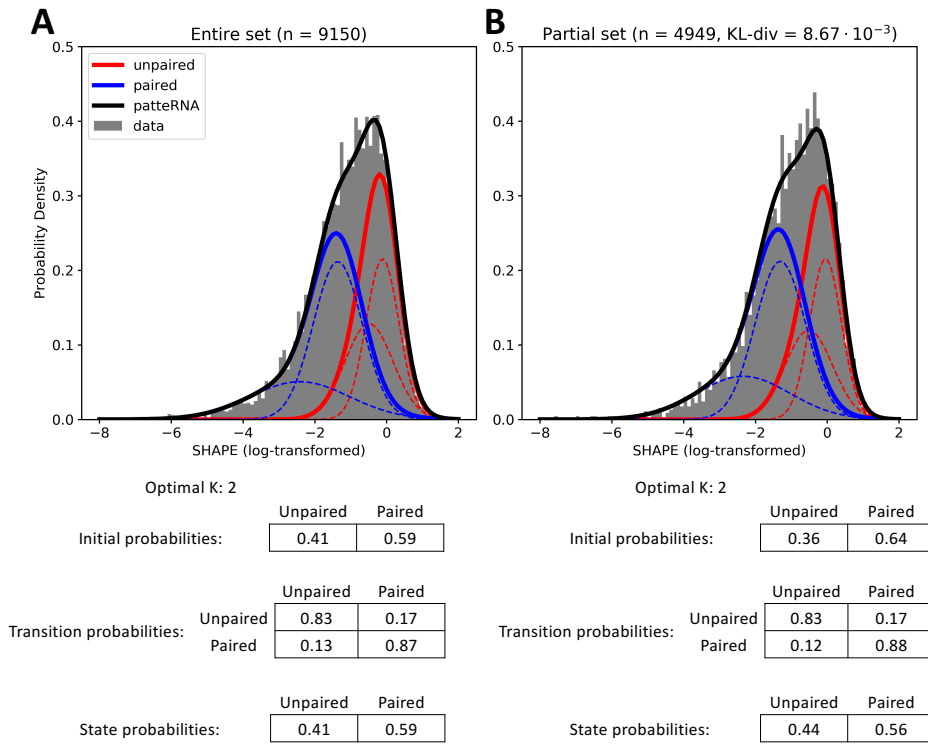 A
Entire set (n = 9150)
0.5
0.4
0.3
0.2
0.1
0.0
Probability Density
unpaired
paired
patteRNA
data
−8
−6
−4
−2
0
2
SHAPE (log-transformed)
Optimal K: 2
Unpaired Paired
Initial probabilities: 0.41 0.59
Unpaired Paired
Unpaired 0.83 0.17
Transition probabilities:
Paired 0.13 0.87
Unpaired Paired
State probabilities: 0.41 0.59
B
Partial set (n = 4949, KL-div = 8.67 · 10⁻³)
0.5
0.4
0.3
0.2
0.1
0.0
−8
−6
−4
−2
0
2
SHAPE (log-transformed)
Optimal K: 2
Unpaired Paired
Initial probabilities: 0.36 0.64
Unpaired Paired
Unpaired 0.83 0.17
Transition probabilities:
Paired 0.12 0.88
Unpaired Paired
State probabilities: 0.44 0.56